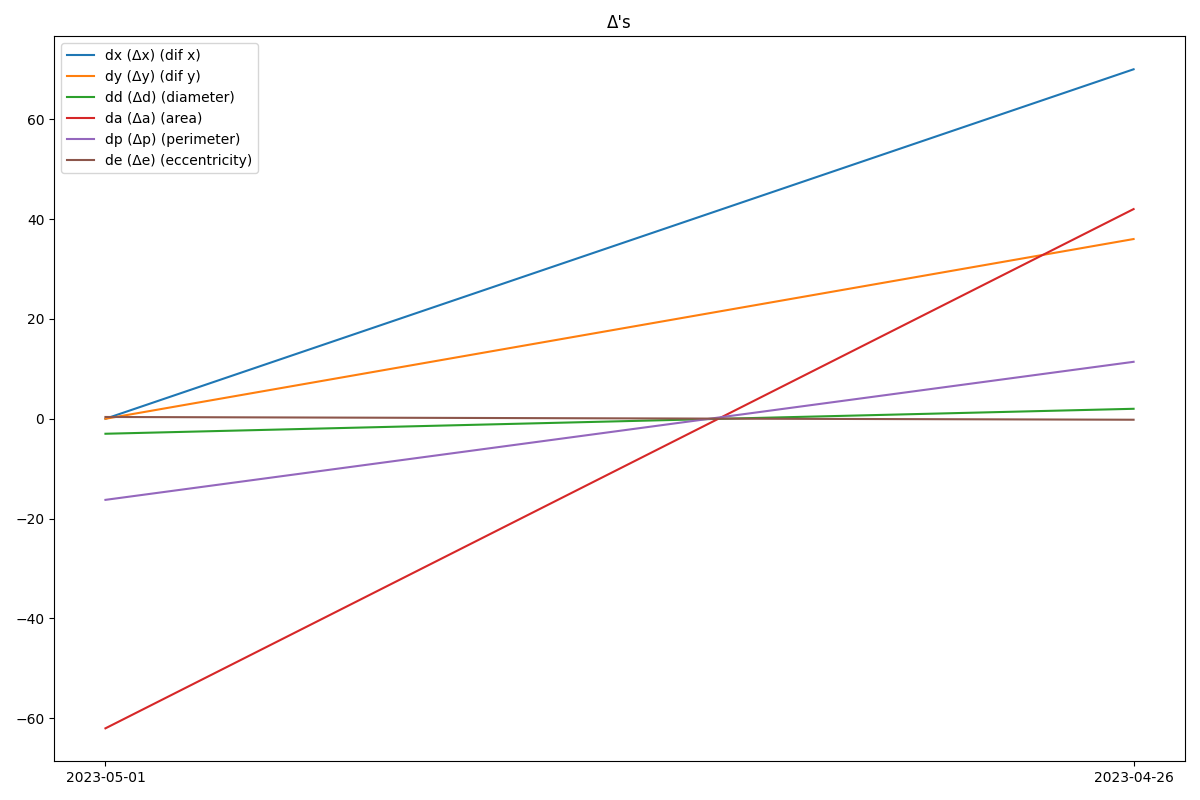 Δ's
dx (Δx) (dif x)
dy (Δy) (dif y)
dd (Δd) (diameter)
da (Δa) (area)
dp (Δp) (perimeter)
de (Δe) (eccentricity)
60
40
20
0
−20
−40
−60
2023-05-01 2023-04-26